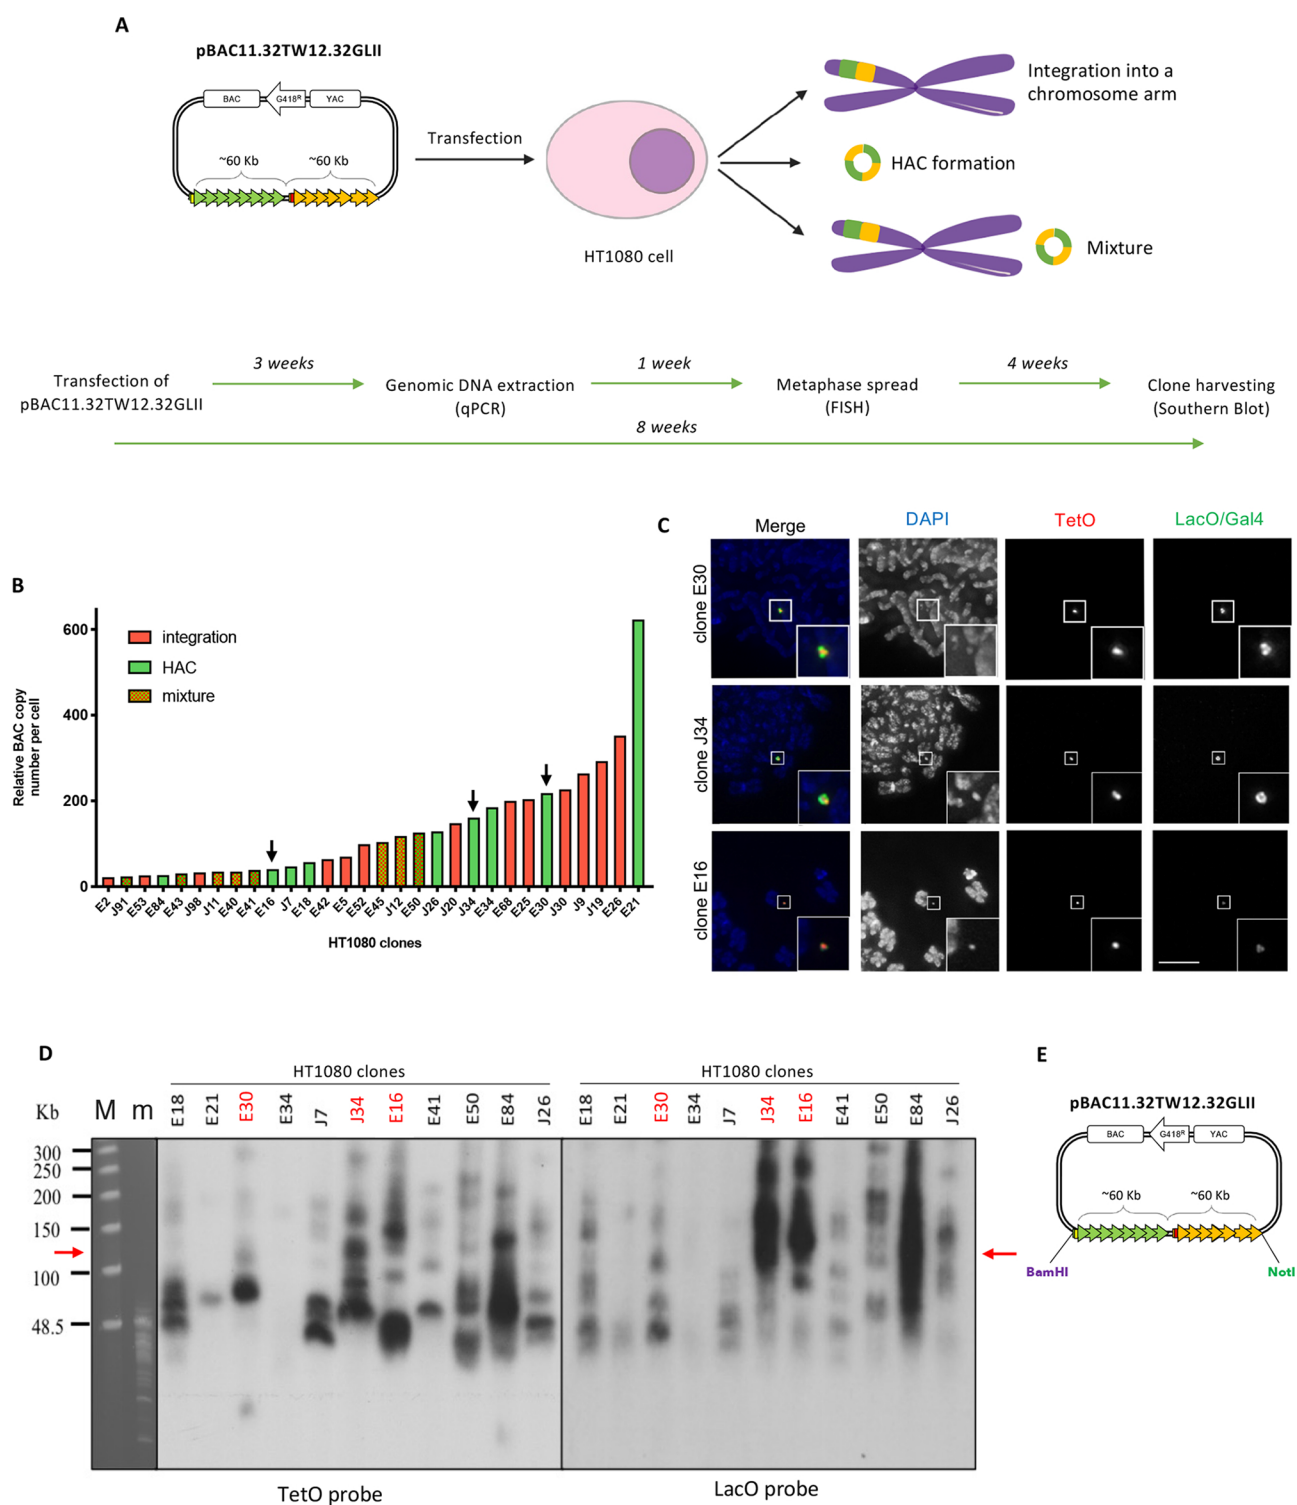 A
pBAC11.32TW12.32GLII
BAC
G418R
YAC
~60 Kb
~60 Kb
Transfection
HT1080 cell
Integration into a
chromosome arm
HAC formation
Mixture
Transfection of
pBAC11.32TW12.32GLII
3 weeks
Genomic DNA extraction
(qPCR)
1 week
Metaphase spread
(FISH)
4 weeks
Clone harvesting
(Southern Blot)
8 weeks
B
Relative BAC copy
number per cell
600
400
200
0
integration
HAC
mixture
E2 J91 E53 E84 E43 J98 J11 E40 E41 E16 J7 E18 E42 E5 E52 E45 J12 E50 J26 J20 J34 E34 E68 E25 E30 J30 J9 J19 E26 E21
HT1080 clones
C
Merge
DAPI
TetO
LacO/Gal4
clone E30
clone J34
clone E16
D
HT1080 clones
HT1080 clones
Kb M m E18 E21 E30 E34 J7 J34 E16 E41 E50 E84 J26 E18 E21 E30 E34 J7 J34 E16 E41 E50 E84 J26
300
250
200
150
100
48.5
TetO probe
LacO probe
E
pBAC11.32TW12.32GLII
BAC
G418R
YAC
~60 Kb
~60 Kb
BamHI
NotI